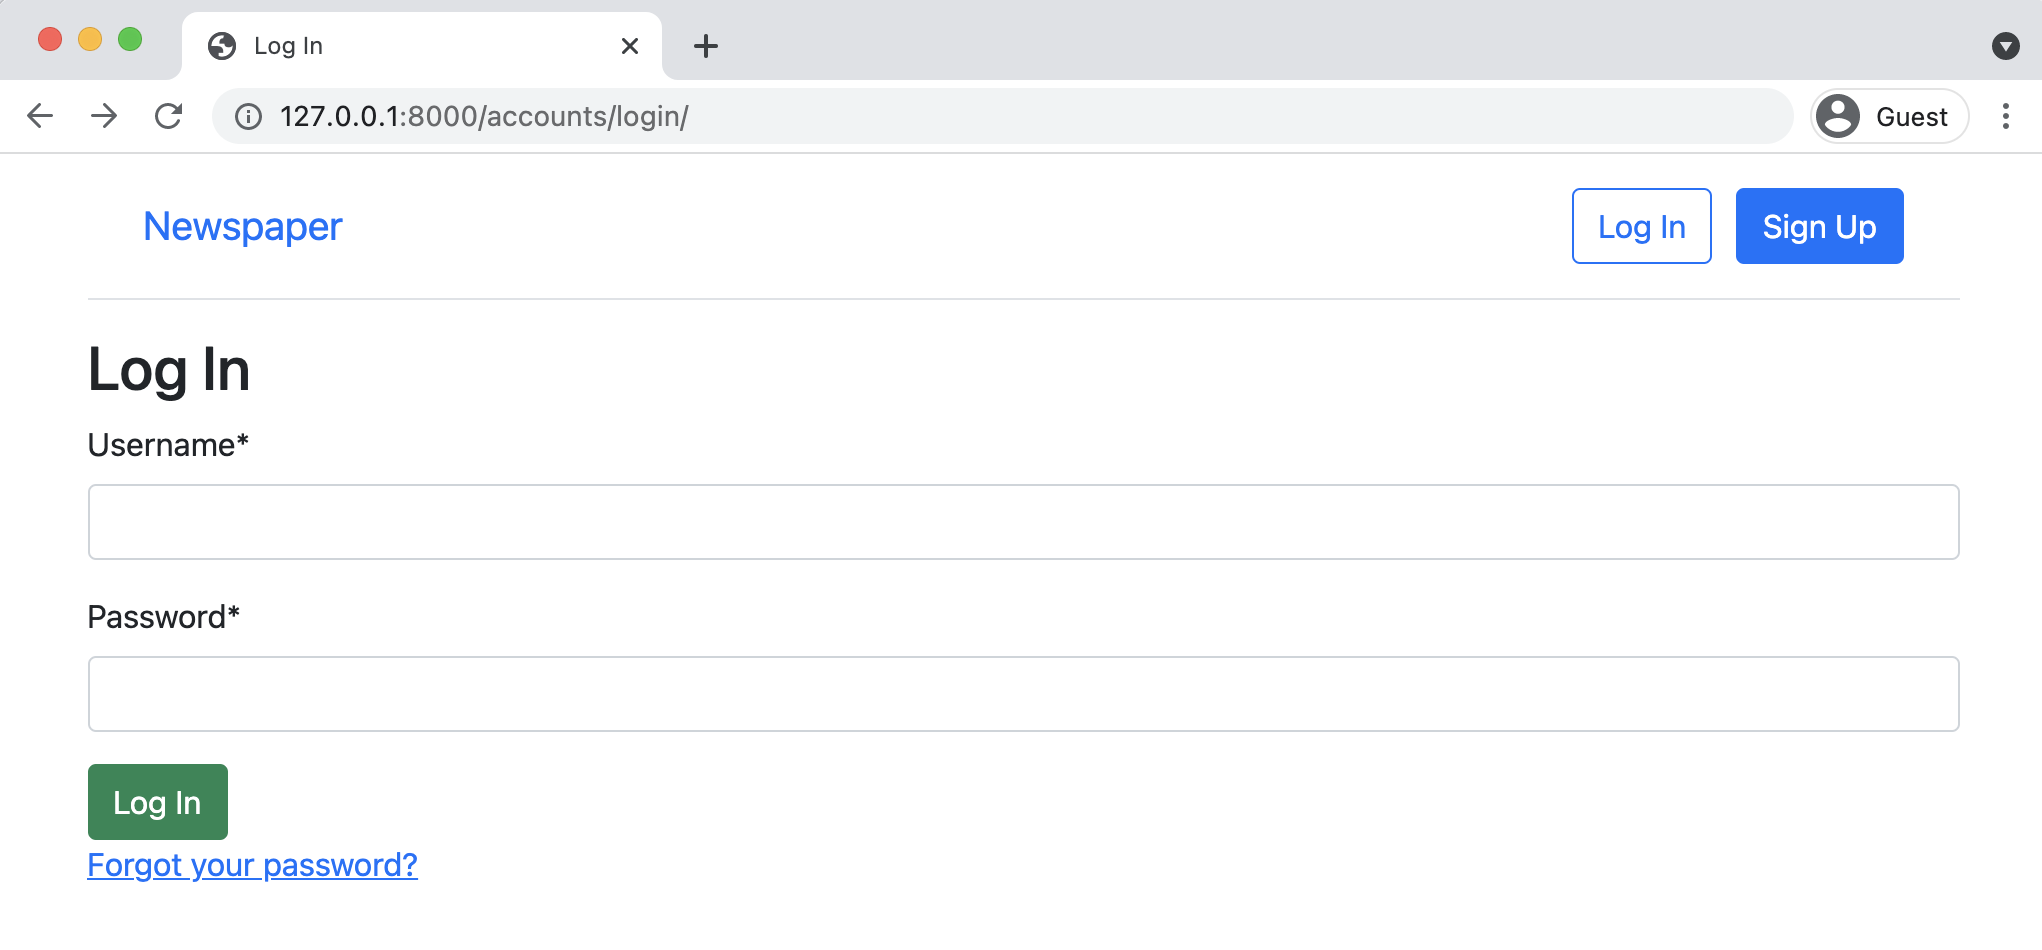 Log In
127.0.0.1:8000/accounts/login/
Guest
Newspaper
Log In
Sign Up
Log In
Username*
Password*
Log In
Forgot your password?